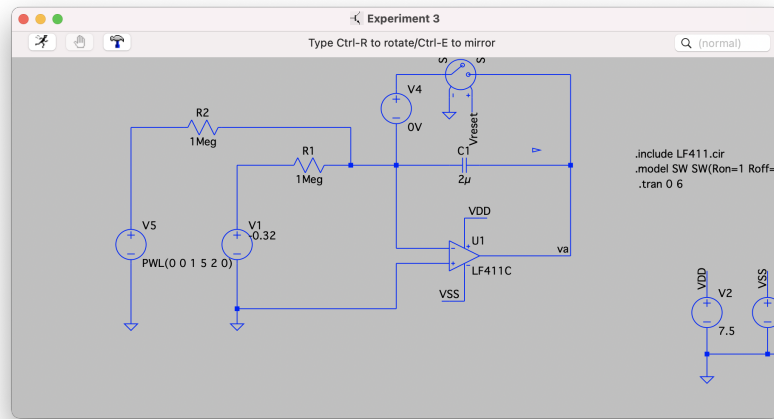 Experiment 3
Type Ctrl-R to rotate/Ctrl-E to mirror
(normal)
S
S
V4
0V
Vreset
R2
1Meg
R1
1Meg
C1
2µ
.include LF411.cir
.model SW SW(Ron=1 Roff=
.tran 0 6
V5
PWL(0 0 1 5 2 0)
V1
-0.32
VDD
U1
LF411C
VSS
va
VDD
V2
7.5
VSS